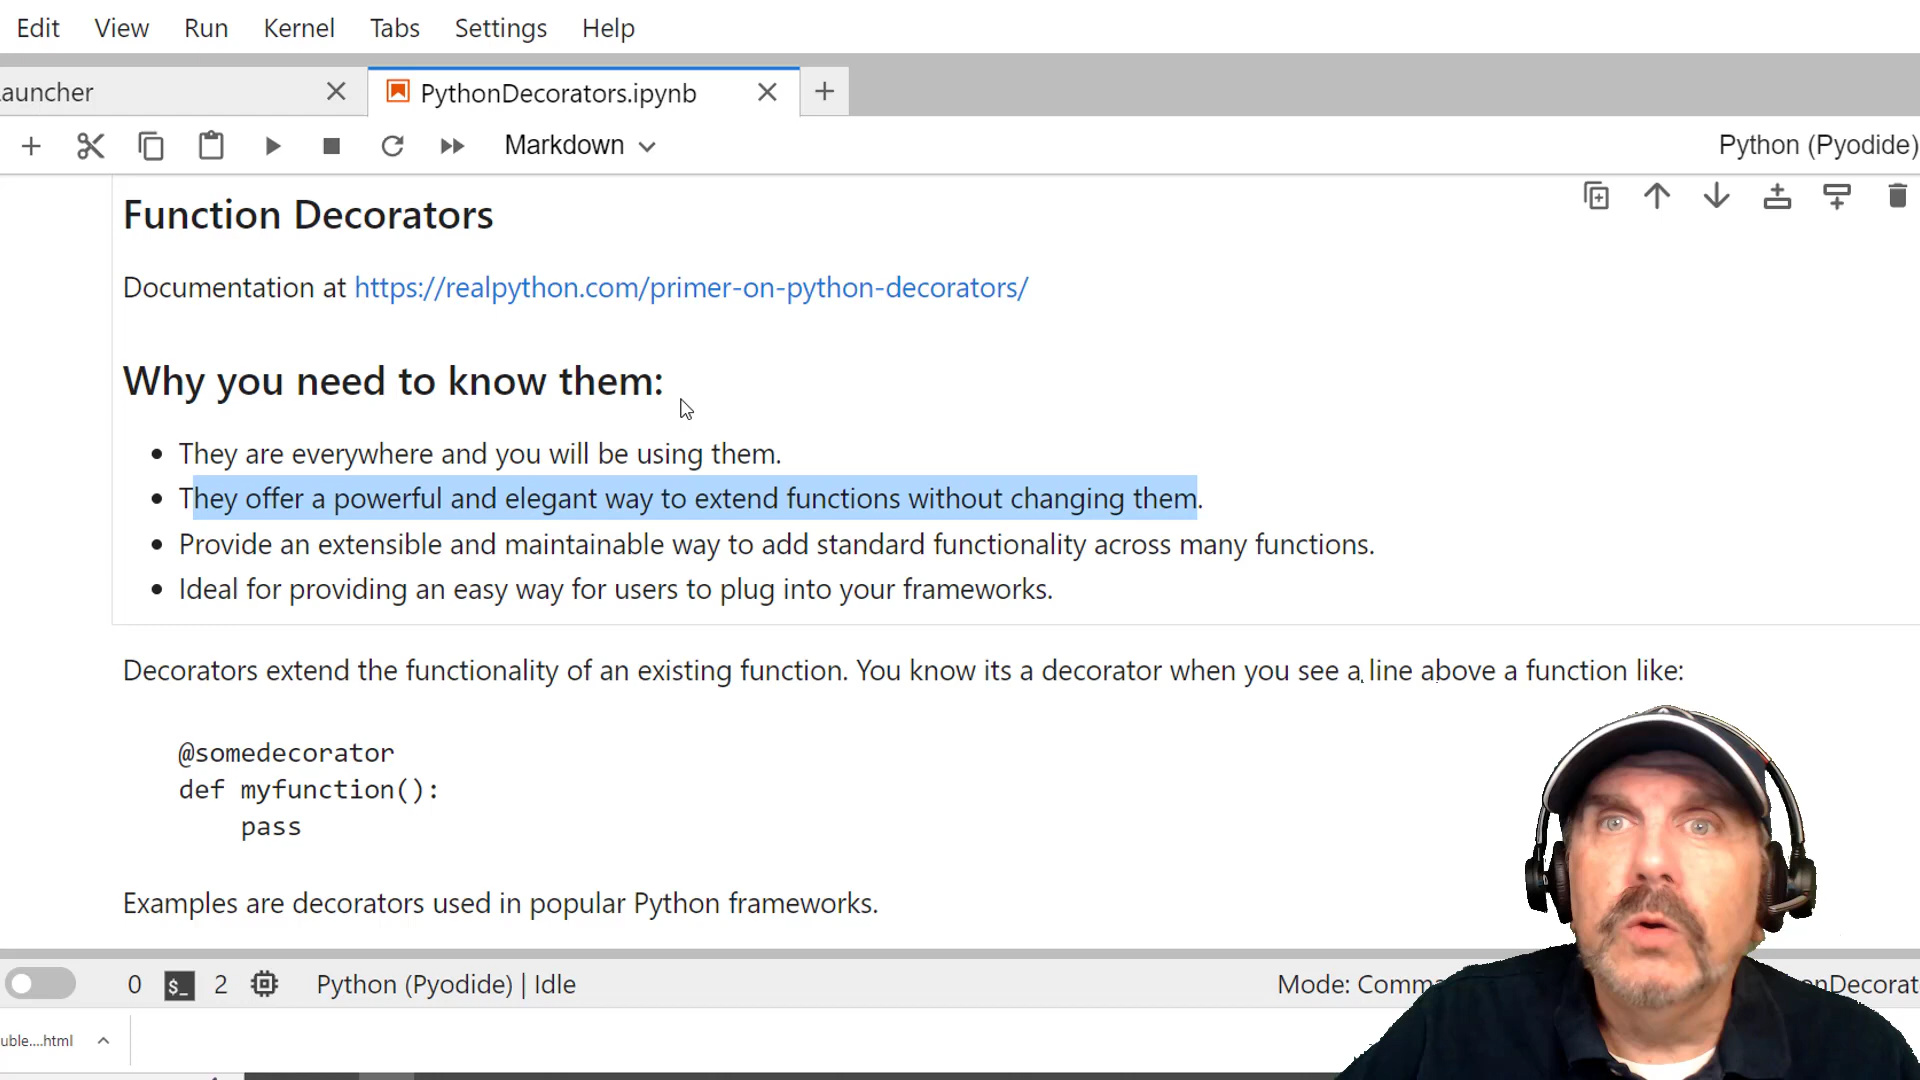 Edit View Run Kernel Tabs Settings Help
auncher
PythonDecorators.ipynb
Markdown
Python (Pyodide)
Function Decorators
Documentation at https://realpython.com/primer-on-python-decorators/
Why you need to know them:
They are everywhere and you will be using them.
They offer a powerful and elegant way to extend functions without changing them.
Provide an extensible and maintainable way to add standard functionality across many functions.
Ideal for providing an easy way for users to plug into your frameworks.
Decorators extend the functionality of an existing function. You know its a decorator when you see a line above a function like:
@somedecorator
def myfunction():
pass
Examples are decorators used in popular Python frameworks.
0 $_ 2 Python (Pyodide) | Idle Mode: Comma onDecorat
uble....html